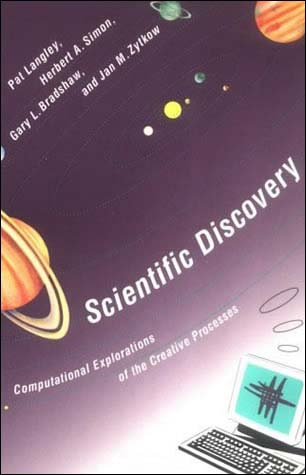 Pat Langley,
Herbert A. Simon,
Gary L. Bradshaw,
and Jan M. Zytkow
Scientific Discovery
Computational Explorations
of the Creative Processes